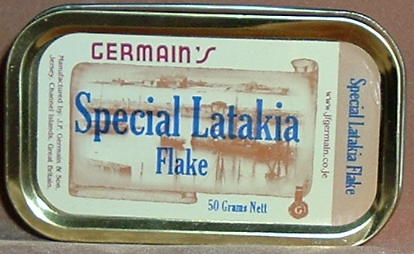 GERMAIN'S
Special Latakia
Flake
50 Grams Nett
Manufactured by: J.F. Germain & Son.
Jersey, Channel Islands, Great Britain.
www.jfgermain.co.je
Special Latakia Flake
G